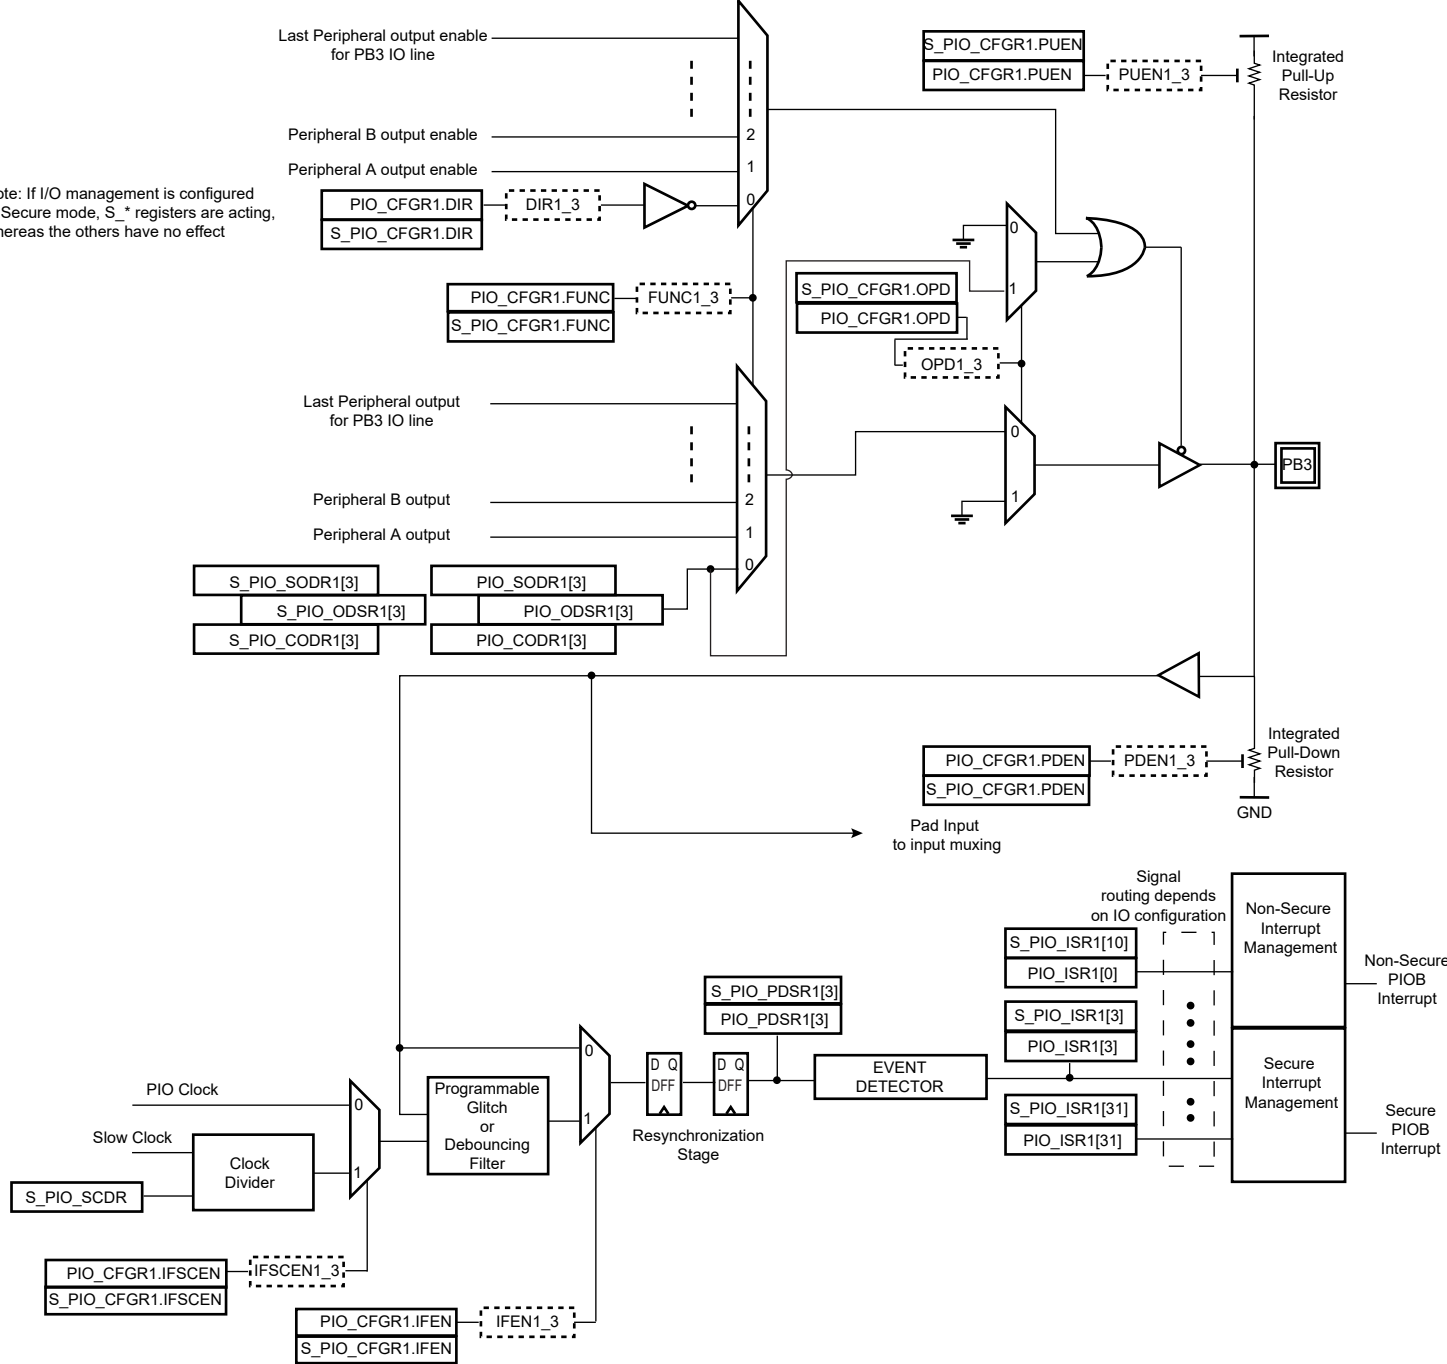 Last Peripheral output enable
for PB3 IO line
Peripheral B output enable
Peripheral A output enable
2
1
0
ote: If I/O management is configured
Secure mode, S_* registers are acting,
hereas the others have no effect
PIO_CFGR1.DIR
S_PIO_CFGR1.DIR
DIR1_3
PIO_CFGR1.FUNC
S_PIO_CFGR1.FUNC
FUNC1_3
S_PIO_CFGR1.PUEN
PIO_CFGR1.PUEN
PUEN1_3
Integrated
Pull-Up
Resistor
0
1
S_PIO_CFGR1.OPD
PIO_CFGR1.OPD
OPD1_3
Last Peripheral output
for PB3 IO line
Peripheral B output
Peripheral A output
2
1
0
0
1
PB3
S_PIO_SODR1[3]
S_PIO_ODSR1[3]
S_PIO_CODR1[3]
PIO_SODR1[3]
PIO_ODSR1[3]
PIO_CODR1[3]
PIO_CFGR1.PDEN
S_PIO_CFGR1.PDEN
PDEN1_3
Integrated
Pull-Down
Resistor
GND
Pad Input
to input muxing
Signal
routing depends
on IO configuration
S_PIO_ISR1[10]
PIO_ISR1[0]
S_PIO_ISR1[3]
PIO_ISR1[3]
S_PIO_ISR1[31]
PIO_ISR1[31]
Non-Secure
Interrupt
Management
Non-Secure
PIOB
Interrupt
Secure
Interrupt
Management
Secure
PIOB
Interrupt
S_PIO_PDSR1[3]
PIO_PDSR1[3]
EVENT
DETECTOR
D Q
DFF
D Q
DFF
Resynchronization
Stage
0
1
Programmable
Glitch
or
Debouncing
Filter
PIO Clock
Slow Clock
0
1
Clock
Divider
S_PIO_SCDR
PIO_CFGR1.IFSCEN
S_PIO_CFGR1.IFSCEN
IFSCEN1_3
PIO_CFGR1.IFEN
S_PIO_CFGR1.IFEN
IFEN1_3